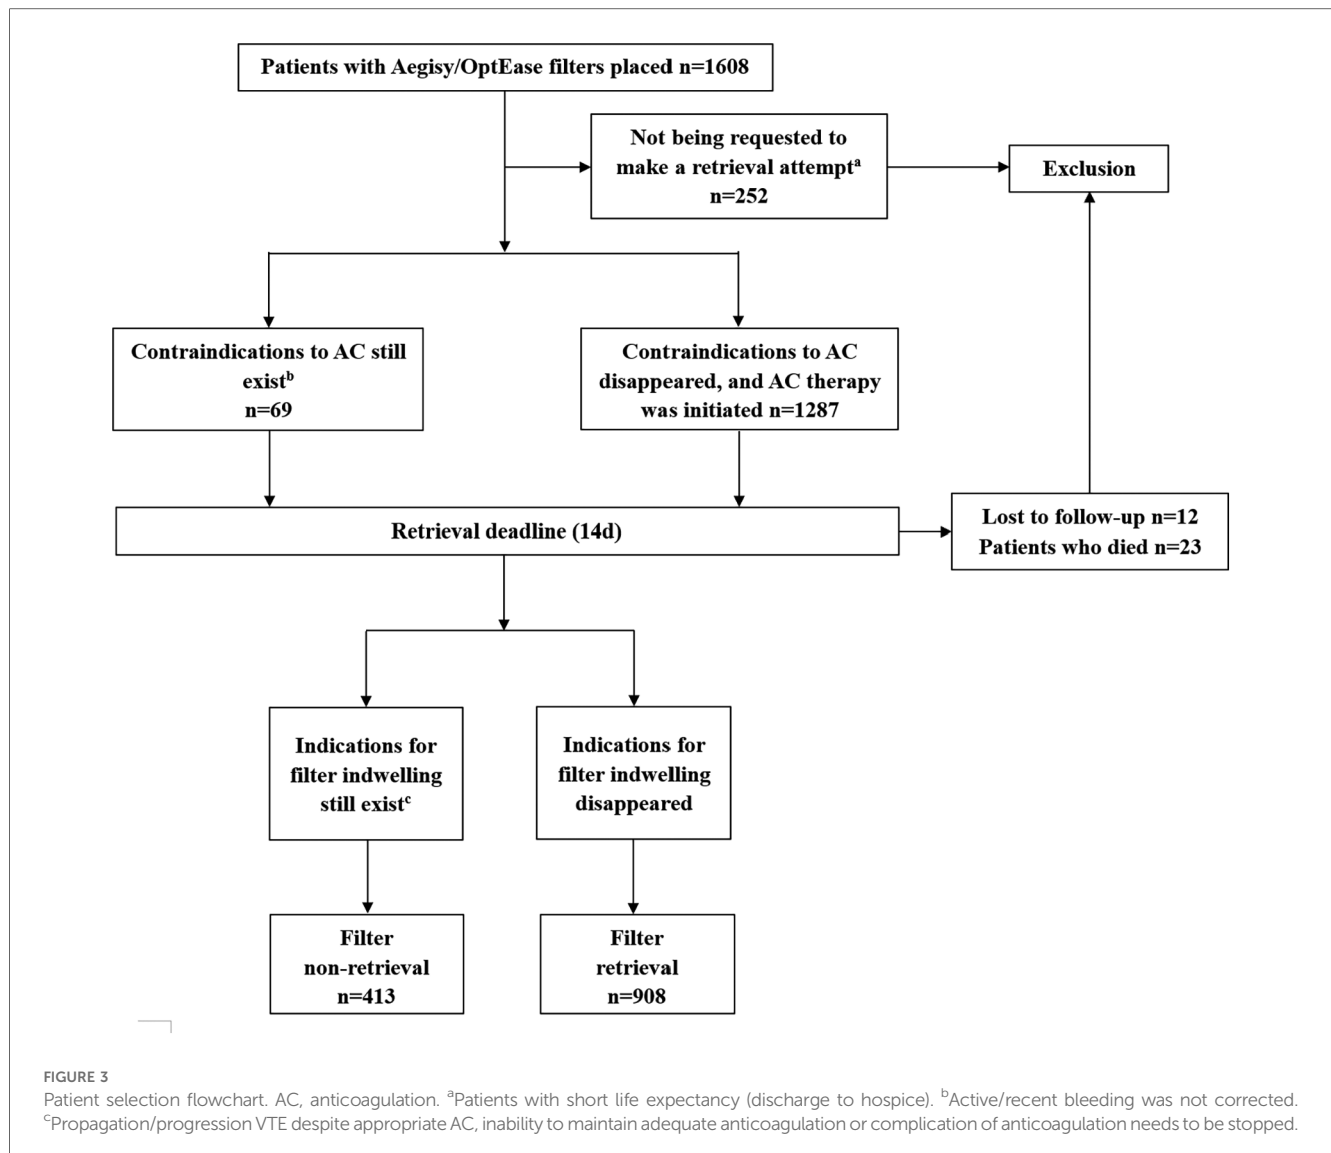 Patients with Aegisy/OptEase filters placed n=1608
Not being requested to
make a retrieval attemptᵃ
n=252
Exclusion
Contraindications to AC still
existᵇ
n=69
Contraindications to AC
disappeared, and AC therapy
was initiated n=1287
Retrieval deadline (14d)
Lost to follow-up n=12
Patients who died n=23
Indications for
filter indwelling
still existᶜ
Indications for
filter indwelling
disappeared
Filter
non-retrieval
n=413
Filter
retrieval
n=908
FIGURE 3
Patient selection flowchart. AC, anticoagulation. ᵃPatients with short life expectancy (discharge to hospice). ᵇActive/recent bleeding was not corrected.
ᶜPropagation/progression VTE despite appropriate AC, inability to maintain adequate anticoagulation or complication of anticoagulation needs to be stopped.